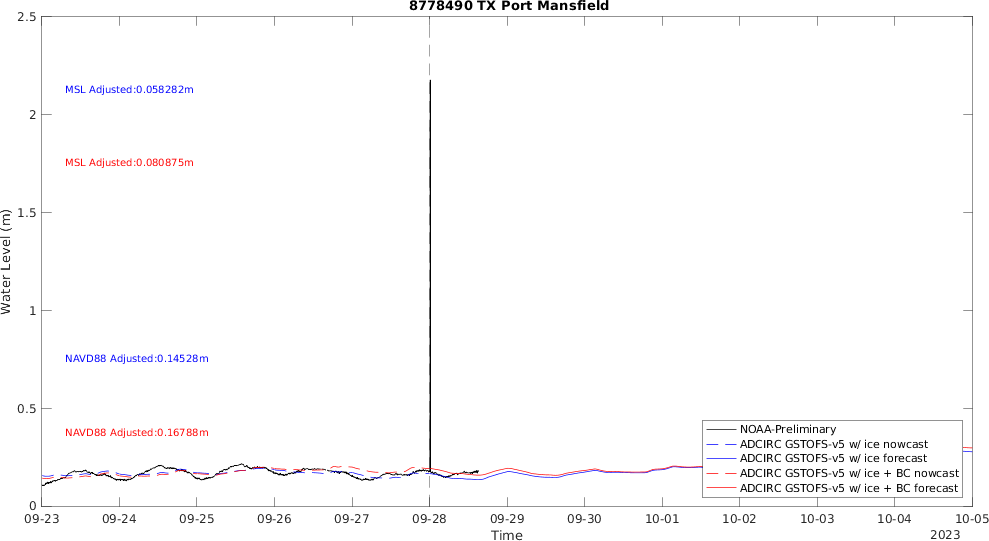 8778490 TX Port Mansfield
2.5
2
1.5
1
0.5
0
Water Level (m)
MSL Adjusted:0.058282m
MSL Adjusted:0.080875m
NAVD88 Adjusted:0.14528m
NAVD88 Adjusted:0.16788m
NOAA-Preliminary
ADCIRC GSTOFS-v5 w/ ice nowcast
ADCIRC GSTOFS-v5 w/ ice forecast
ADCIRC GSTOFS-v5 w/ ice + BC nowcast
ADCIRC GSTOFS-v5 w/ ice + BC forecast
09-23 09-24 09-25 09-26 09-27 09-28 09-29 09-30 10-01 10-02 10-03 10-04 10-05
Time
2023